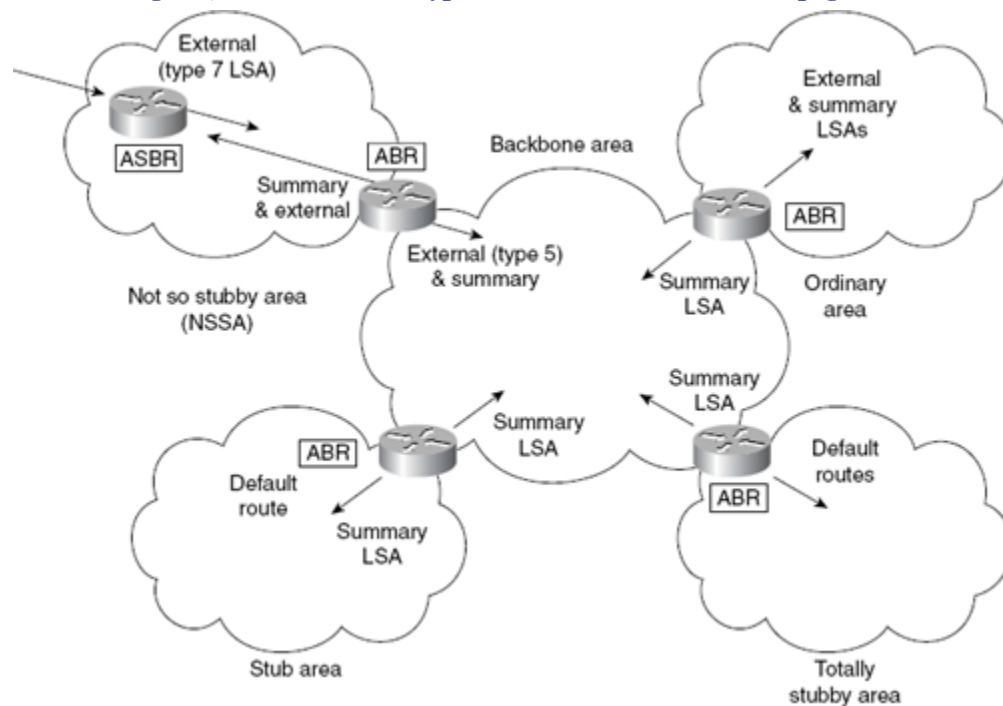 External
(type 7 LSA)
ASBR
Summary
& external
ABR
External (type 5)
& summary
Not so stubby area
(NSSA)
Backbone area
External
& summary
LSAs
ABR
Summary
LSA
Ordinary
area
Summary
LSA
Summary
LSA
ABR
Default
route
Summary
LSA
Stub area
Default
routes
ABR
Totally
stubby area